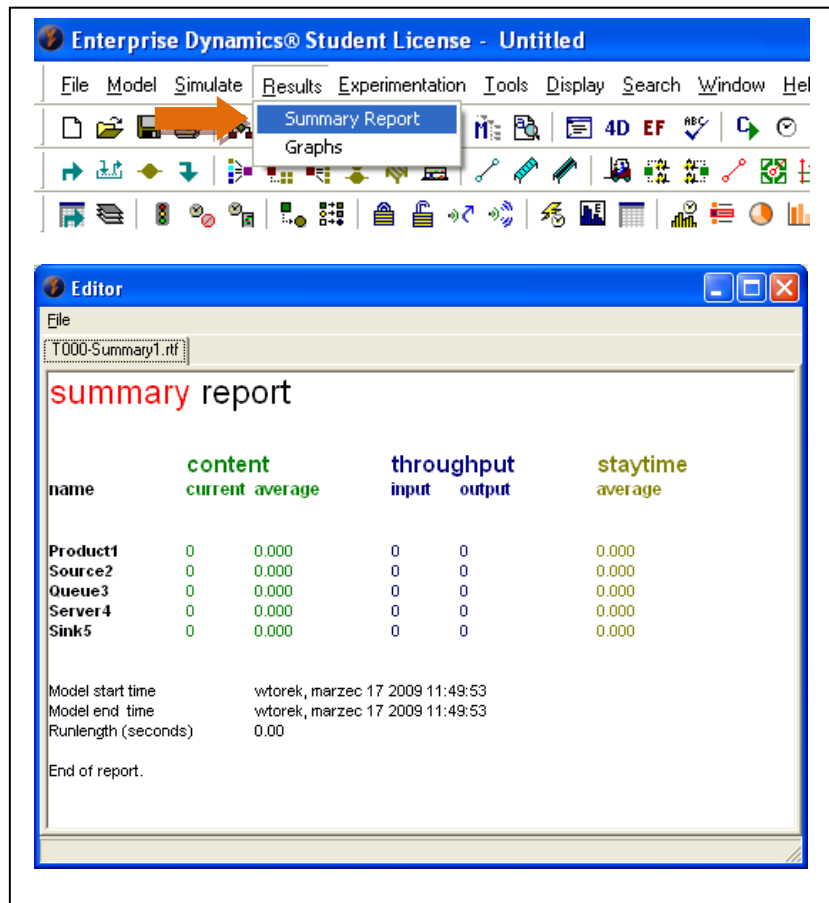 Enterprise Dynamics® Student License - Untitled
File Model Simulate Results Experimentation Tools Display Search Window Hel
Summary Report
4D EF ABC
Graphs
Editor
File
T000-Summary1.rtf
summary report
content throughput staytime
name current average input output average
Product1 0 0.000 0 0 0.000
Source2 0 0.000 0 0 0.000
Queue3 0 0.000 0 0 0.000
Server4 0 0.000 0 0 0.000
Sink5 0 0.000 0 0 0.000
Model start time wtorek, marzec 17 2009 11:49:53
Model end time wtorek, marzec 17 2009 11:49:53
Runlength (seconds) 0.00
End of report.